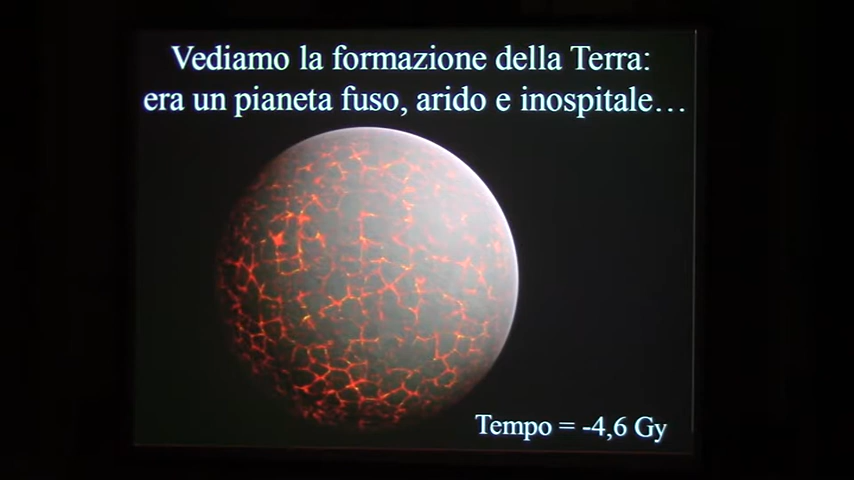 Vediamo la formazione della Terra:
era un pianeta fuso, arido e inospitale…
Tempo = -4,6 Gy